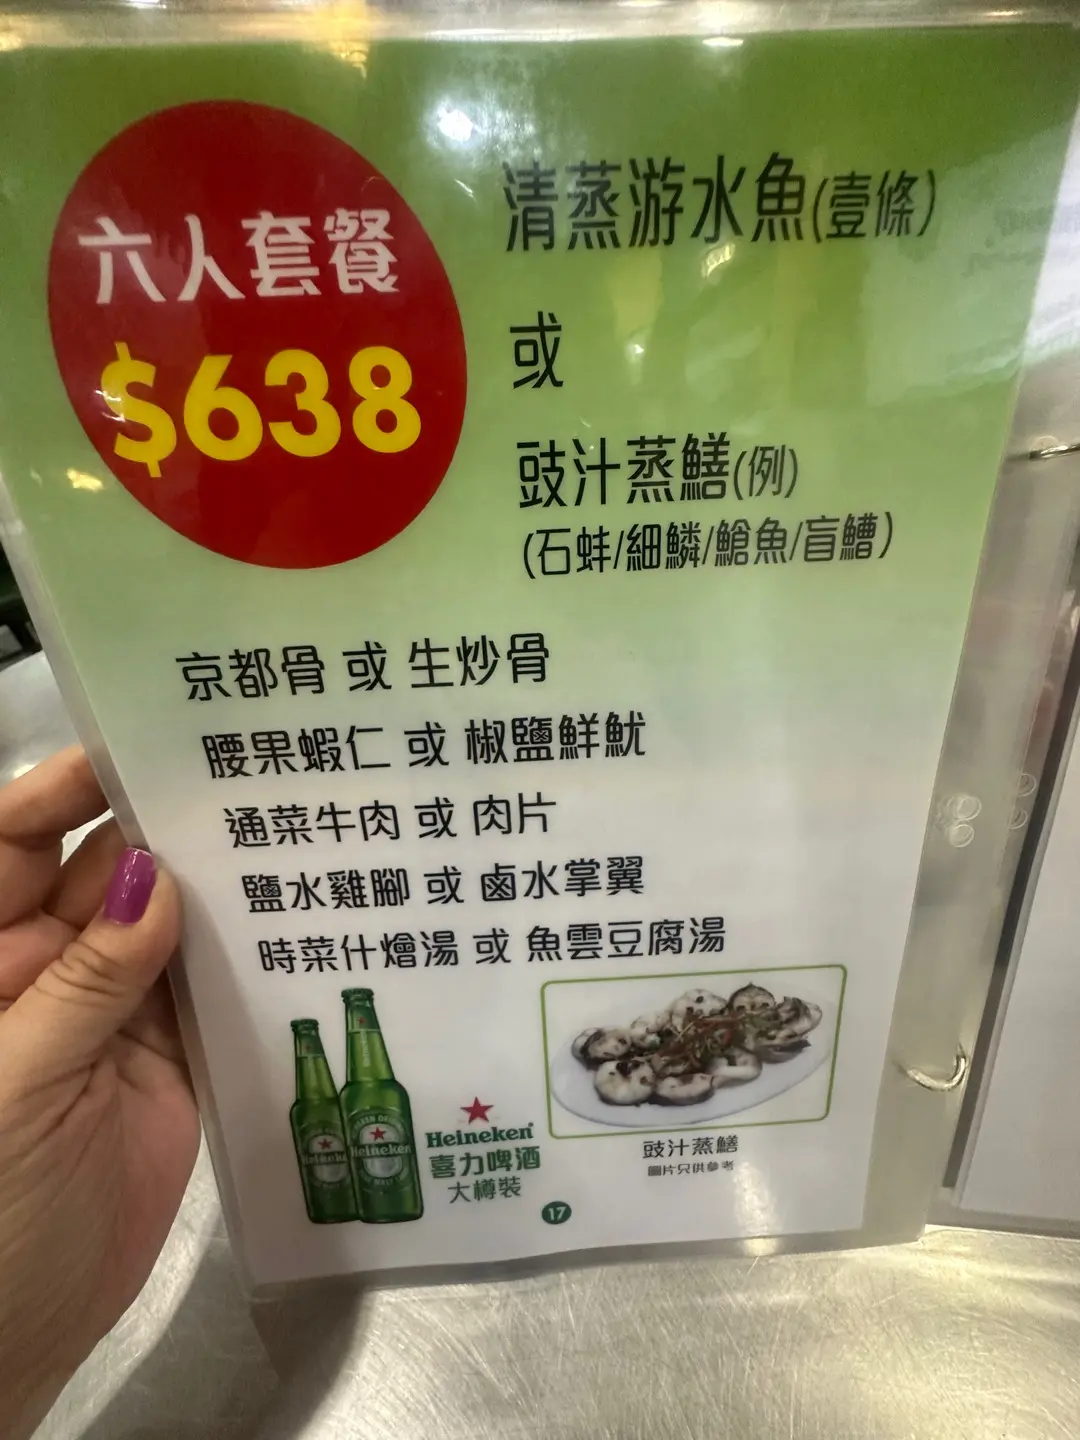 六人套餐
$638
清蒸游水魚(壹條)
或
豉汁蒸鱔(例)
(石蚌/細鱗/鯧魚/盲鰽)
京都骨 或 生炒骨
腰果蝦仁 或 椒鹽鮮魷
通菜牛肉 或 肉片
鹽水雞腳 或 鹵水掌翼
時菜什燴湯 或 魚雲豆腐湯
Heineken
Heineken
Heineken
喜力啤酒
大樽裝
豉汁蒸鱔
圖片只供參考
17